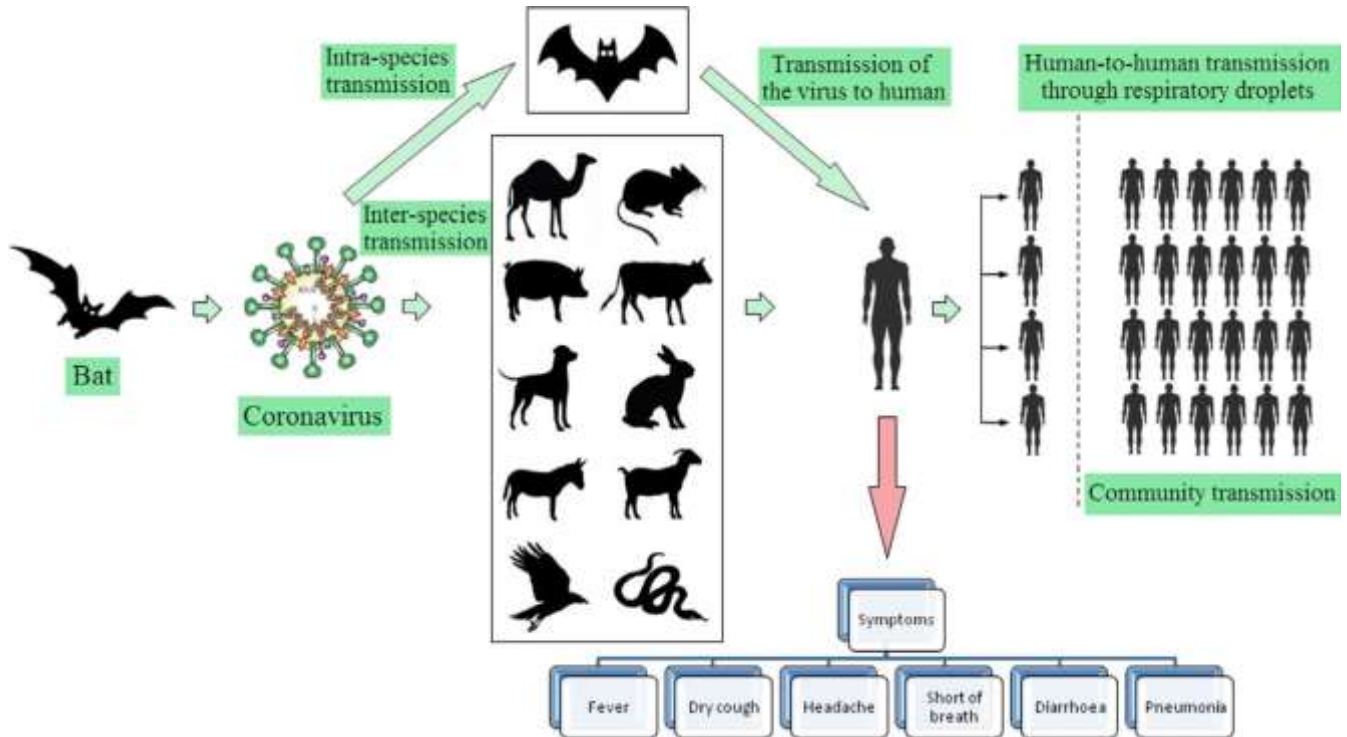 Intra-species
transmission
Transmission of
the virus to human
Human-to-human transmission
through respiratory droplets
Inter-species
transmission
Bat
Coronavirus
Community transmission
Symptoms
Fever
Dry cough
Headache
Short of
breath
Diarrhoea
Pneumonia